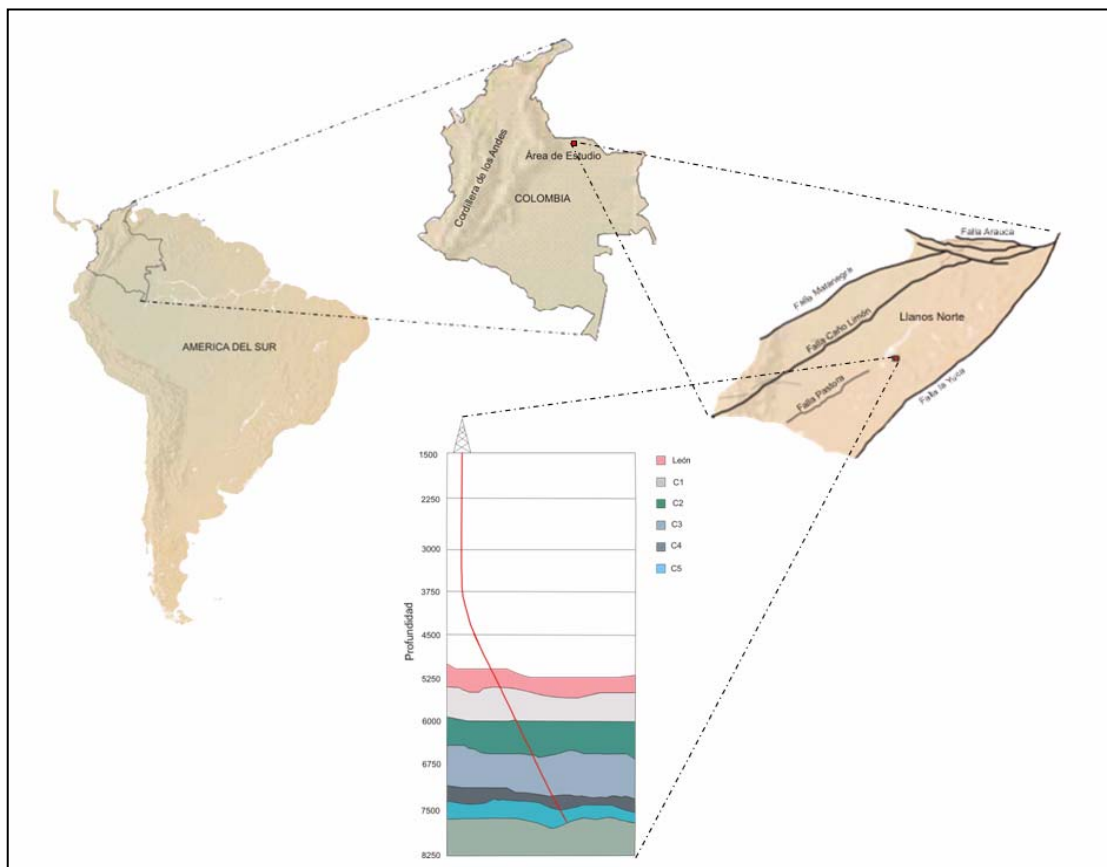 Cordillera de los Andes
Área de Estudio
COLOMBIA
AMERICA DEL SUR
Falla Arauca
Falla Matanegra
Falla Caño Limón
Llanos Norte
Falla Pastora
Falla la Yuca
Profundidad
1500
2250
3000
3750
4500
5250
6000
6750
7500
8250
León
C1
C2
C3
C4
C5